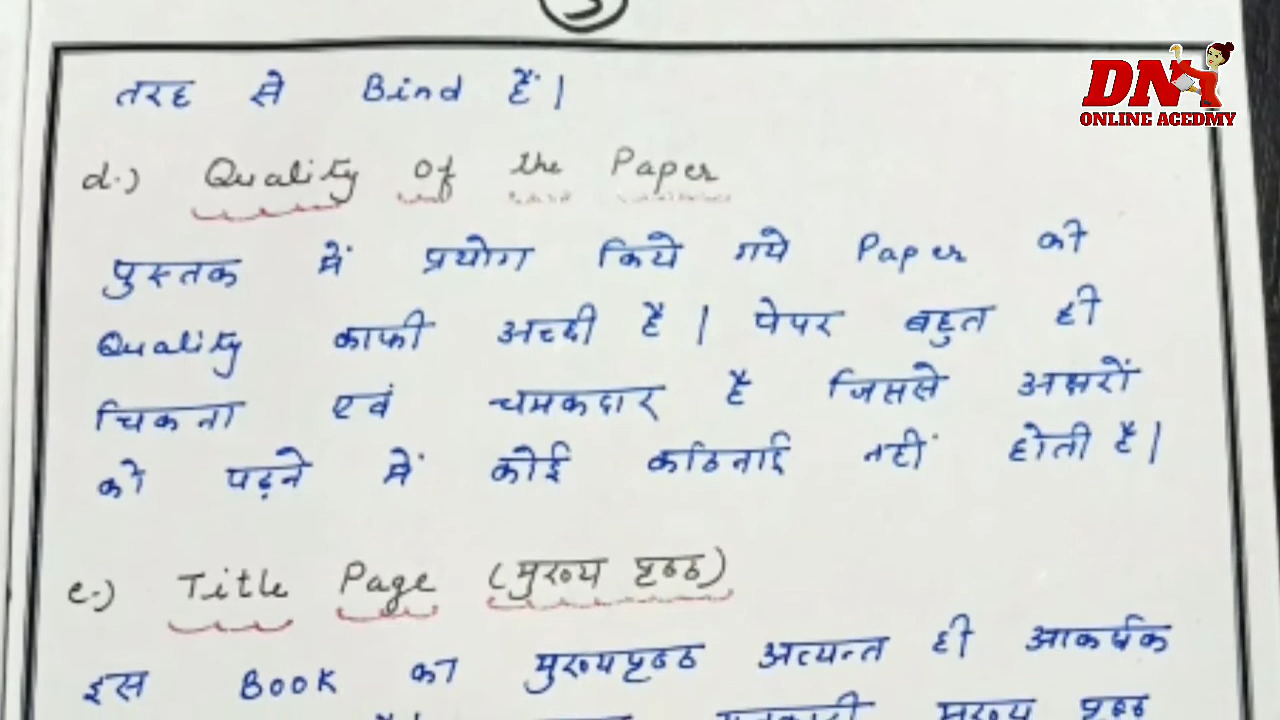 3
तरह से Bind हैं।
DN
ONLINE ACEDMY
d.) Quality of the Paper
पुस्तक में प्रयोग किये गये Paper की
Quality काफी अच्छी है। पेपर बहुत ही
चिकना एवं चमकदार है जिससे अक्षरों
को पढ़ने में कोई कठिनाई नहीं होती है।
e.) Title Page (मुख्य पृष्ठ)
इस Book का मुख्यपृष्ठ अत्यन्त ही आकर्षक
मुख्य पृष्ठ